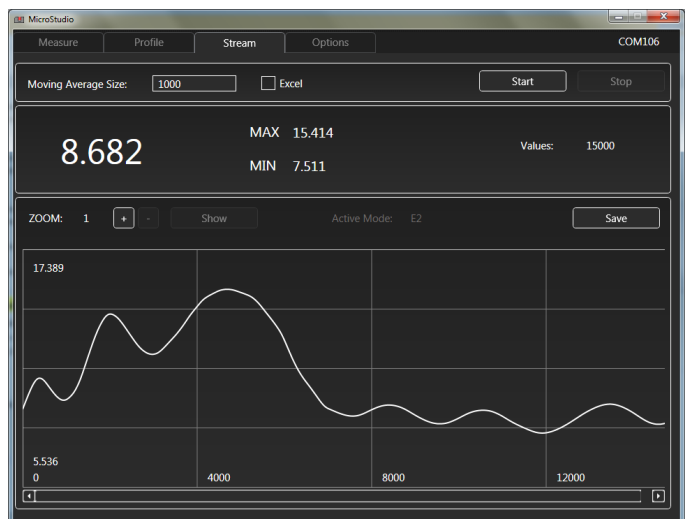 MicroStudio
Measure Profile Stream Options COM106
Moving Average Size: 1000 Excel Start Stop
8.682 MAX 15.414
MIN 7.511
Values: 15000
ZOOM: 1 + - Show Active Mode: E2 Save
17.389
5.536
0 4000 8000 12000